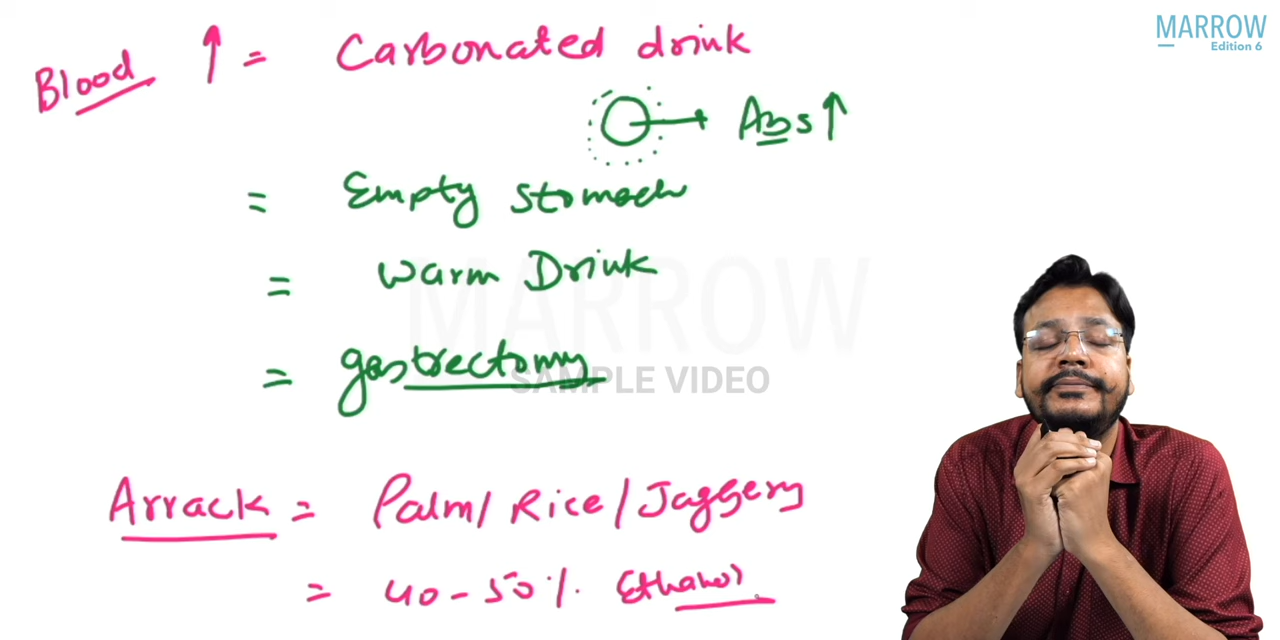 MARROW
Edition 6
Blood ↑ = Carbonated drink
Abs ↑
= Empty Stomach
= Warm Drink
MARROW
= gastrectomy
SAMPLE VIDEO
Arrack = Palm/ Rice/ Jaggery
= 40-50 %. Ethanol